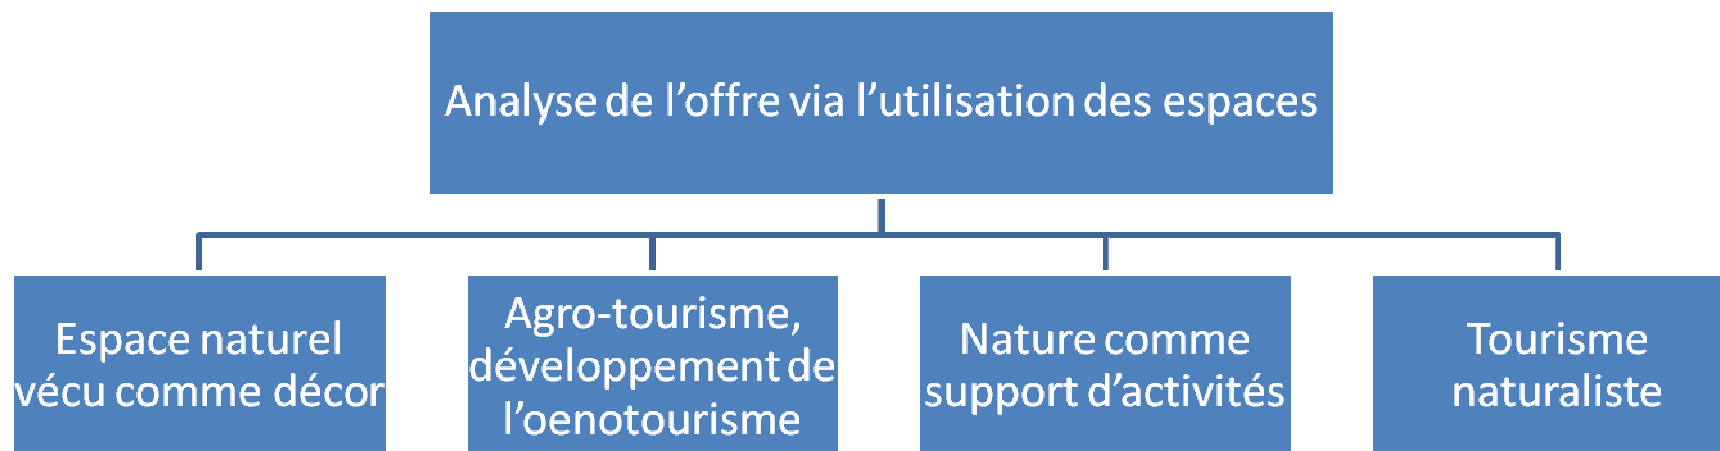 Analyse de l’offre via l’utilisation des espaces
Espace naturel
vécu comme décor
Agro-tourisme,
développement de
l’oenotourisme
Nature comme
support d’activités
Tourisme
naturaliste